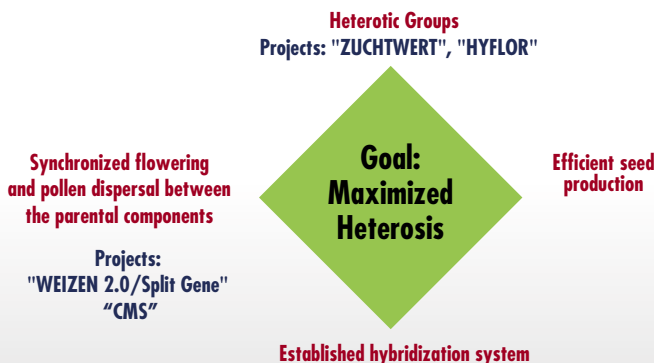 Heterotic Groups
Projects: "ZUCHTWERT", "HYFLOR"
Synchronized flowering
and pollen dispersal between
the parental components
Projects:
"WEIZEN 2.0/Split Gene"
“CMS”
Goal:
Maximized
Heterosis
Efficient seed
production
Established hybridization system